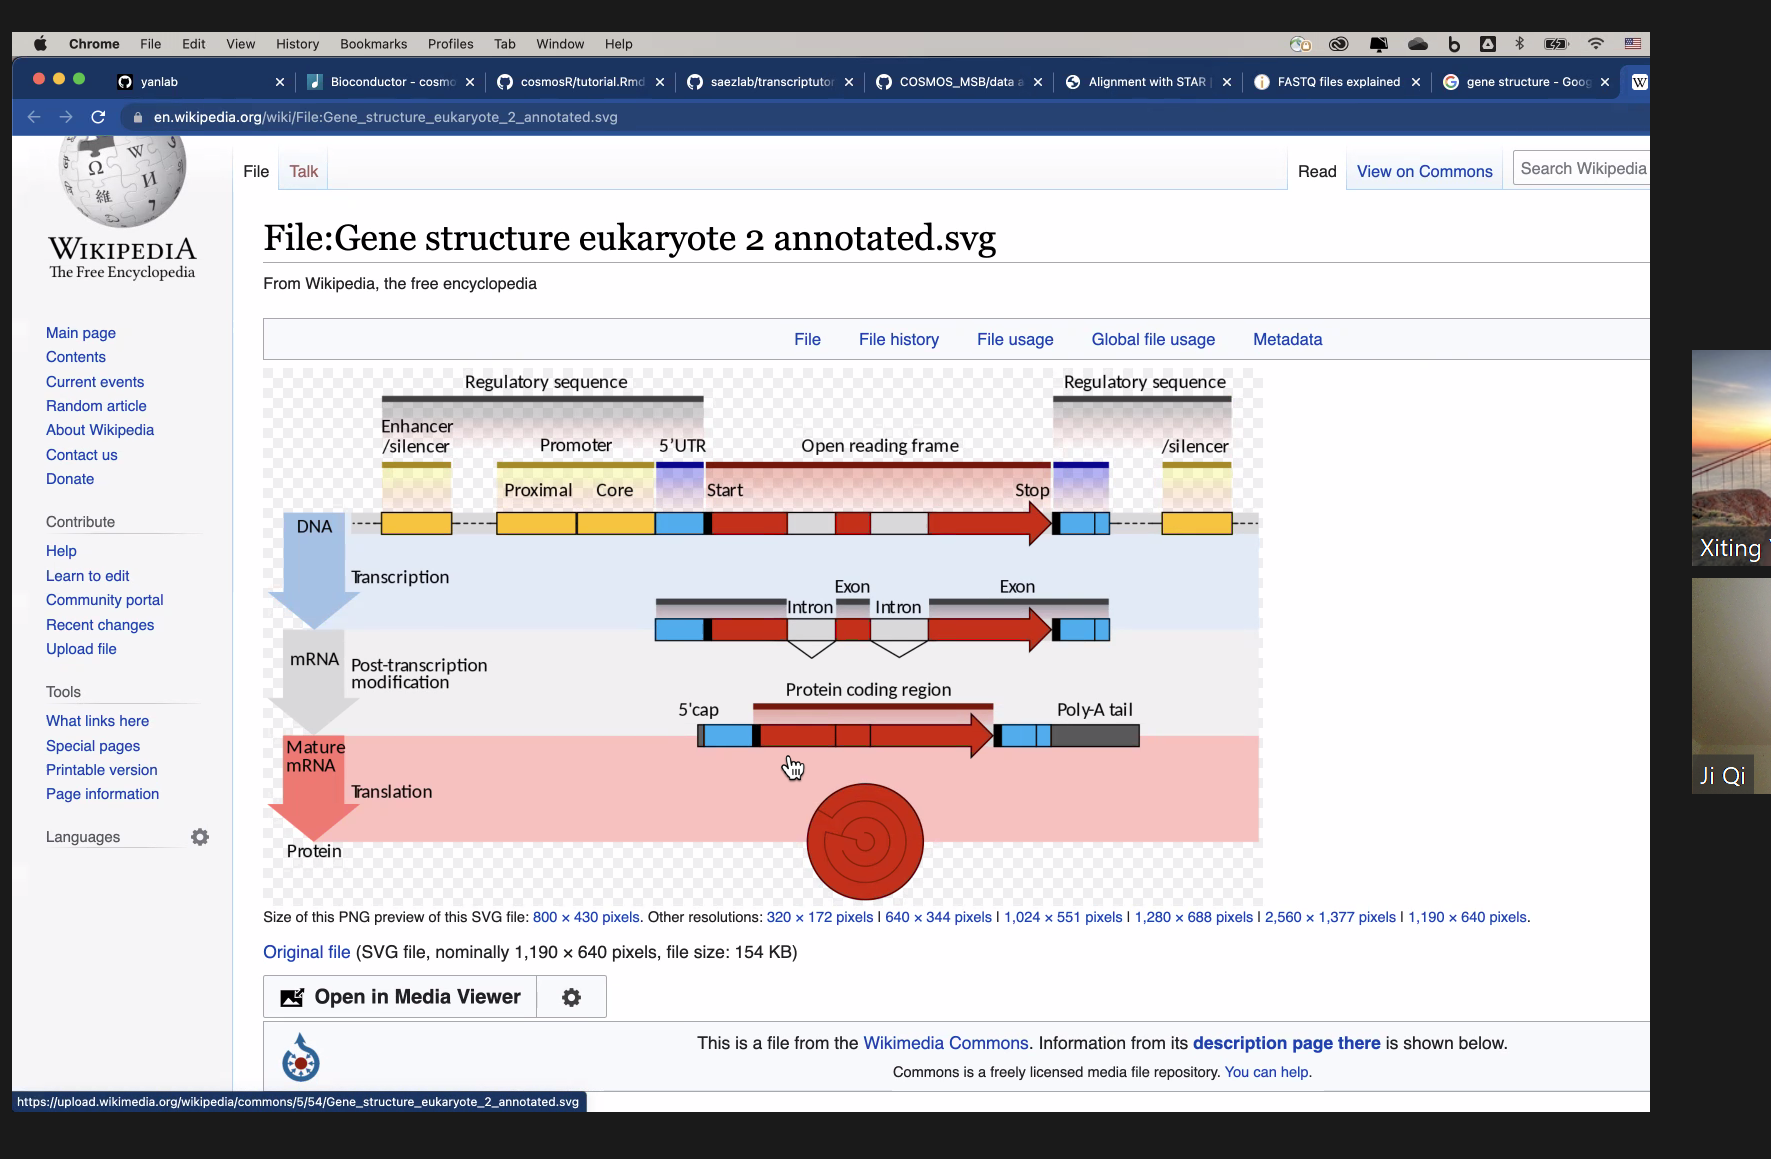 Chrome File Edit View History Bookmarks Profiles Tab Window Help
yanlab
Bioconductor - cosmo
cosmosR/tutorial.Rmd
saezlab/transcriptutor
COSMOS_MSB/data a
Alignment with STAR |
FASTQ files explained
gene structure - Goog
W
en.wikipedia.org/wiki/File:Gene_structure_eukaryote_2_annotated.svg
WIKIPEDIA
The Free Encyclopedia
Main page
Contents
Current events
Random article
About Wikipedia
Contact us
Donate
Contribute
Help
Learn to edit
Community portal
Recent changes
Upload file
Tools
What links here
Special pages
Printable version
Page information
Languages
File Talk
Read View on Commons Search Wikipedia
File:Gene structure eukaryote 2 annotated.svg
From Wikipedia, the free encyclopedia
File File history File usage Global file usage Metadata
Regulatory sequence Regulatory sequence
Enhancer
/silencer Promoter 5'UTR Open reading frame /silencer
Proximal Core Start Stop
DNA
Transcription
Exon Exon
Intron Intron
mRNA
Post-transcription
modification
Protein coding region
5'cap Poly-A tail
Mature
mRNA
Translation
Protein
Size of this PNG preview of this SVG file: 800 × 430 pixels. Other resolutions: 320 × 172 pixels | 640 × 344 pixels | 1,024 × 551 pixels | 1,280 × 688 pixels | 2,560 × 1,377 pixels | 1,190 × 640 pixels.
Original file (SVG file, nominally 1,190 × 640 pixels, file size: 154 KB)
Open in Media Viewer
This is a file from the Wikimedia Commons. Information from its description page there is shown below.
Commons is a freely licensed media file repository. You can help.
https://upload.wikimedia.org/wikipedia/commons/5/54/Gene_structure_eukaryote_2_annotated.svg
Xiting
Ji Qi